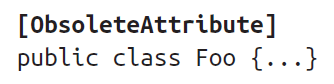 [ObsoleteAttribute]
public class Foo {...}